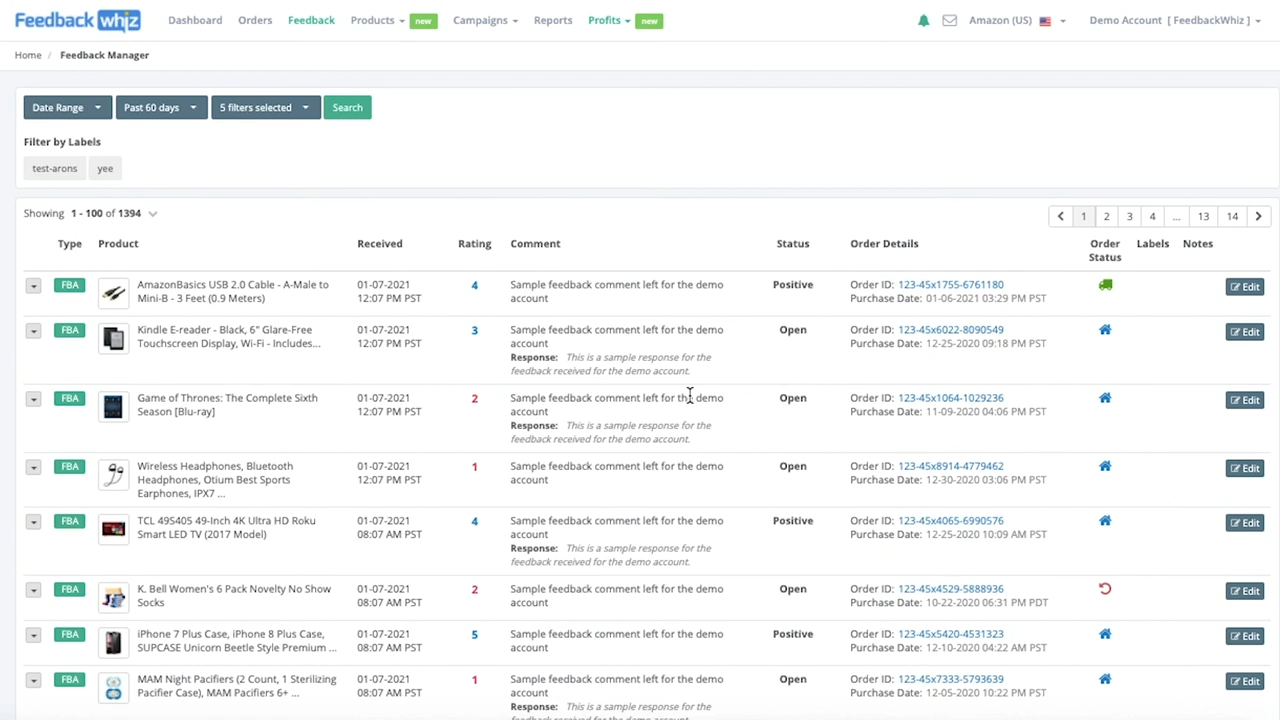 Feedback whiz Dashboard Orders Feedback Products new Campaigns Reports Profits new Amazon (US) Demo Account [ FeedbackWhiz ]
Home / Feedback Manager
Date Range Past 60 days 5 filters selected Search
Filter by Labels
test-arons yee
Showing 1 - 100 of 1394 1 2 3 4 ... 13 14
Type Product Received Rating Comment Status Order Details Order Labels Notes
Status
FBA AmazonBasics USB 2.0 Cable - A-Male to 01-07-2021 4 Sample feedback comment left for the demo Positive Order ID: 123-45x1755-6761180 Edit
Mini-B - 3 Feet (0.9 Meters) 12:07 PM PST account Purchase Date: 01-06-2021 03:29 PM PST
FBA Kindle E-reader - Black, 6" Glare-Free 01-07-2021 3 Sample feedback comment left for the demo Open Order ID: 123-45x6022-8090549 Edit
Touchscreen Display, Wi-Fi - Includes... 12:07 PM PST account Purchase Date: 12-25-2020 09:18 PM PST
Response: This is a sample response for the
feedback received for the demo account.
FBA Game of Thrones: The Complete Sixth 01-07-2021 2 Sample feedback comment left for the demo Open Order ID: 123-45x1064-1029236 Edit
Season [Blu-ray] 12:07 PM PST account Purchase Date: 11-09-2020 04:06 PM PST
Response: This is a sample response for the
feedback received for the demo account.
FBA Wireless Headphones, Bluetooth 01-07-2021 1 Sample feedback comment left for the demo Open Order ID: 123-45x8914-4779462 Edit
Headphones, Otium Best Sports 12:07 PM PST account Purchase Date: 12-30-2020 03:06 PM PST
Earphones, IPX7 ...
FBA TCL 49S405 49-Inch 4K Ultra HD Roku 01-07-2021 4 Sample feedback comment left for the demo Positive Order ID: 123-45x4065-6990576 Edit
Smart LED TV (2017 Model) 08:07 AM PST account Purchase Date: 12-25-2020 10:09 AM PST
Response: This is a sample response for the
feedback received for the demo account.
FBA K. Bell Women's 6 Pack Novelty No Show 01-07-2021 2 Sample feedback comment left for the demo Open Order ID: 123-45x4529-5888936 Edit
Socks 08:07 AM PST account Purchase Date: 10-22-2020 06:31 PM PDT
FBA iPhone 7 Plus Case, iPhone 8 Plus Case, 01-07-2021 5 Sample feedback comment left for the demo Positive Order ID: 123-45x5420-4531323 Edit
SUPCASE Unicorn Beetle Style Premium ... 08:07 AM PST account Purchase Date: 12-10-2020 04:22 AM PST
FBA MAM Night Pacifiers (2 Count, 1 Sterilizing 01-07-2021 1 Sample feedback comment left for the demo Open Order ID: 123-45x7333-5793639 Edit
Pacifier Case), MAM Pacifiers 6+ ... 08:07 AM PST account Purchase Date: 12-05-2020 10:22 PM PST
Response: This is a sample response for the